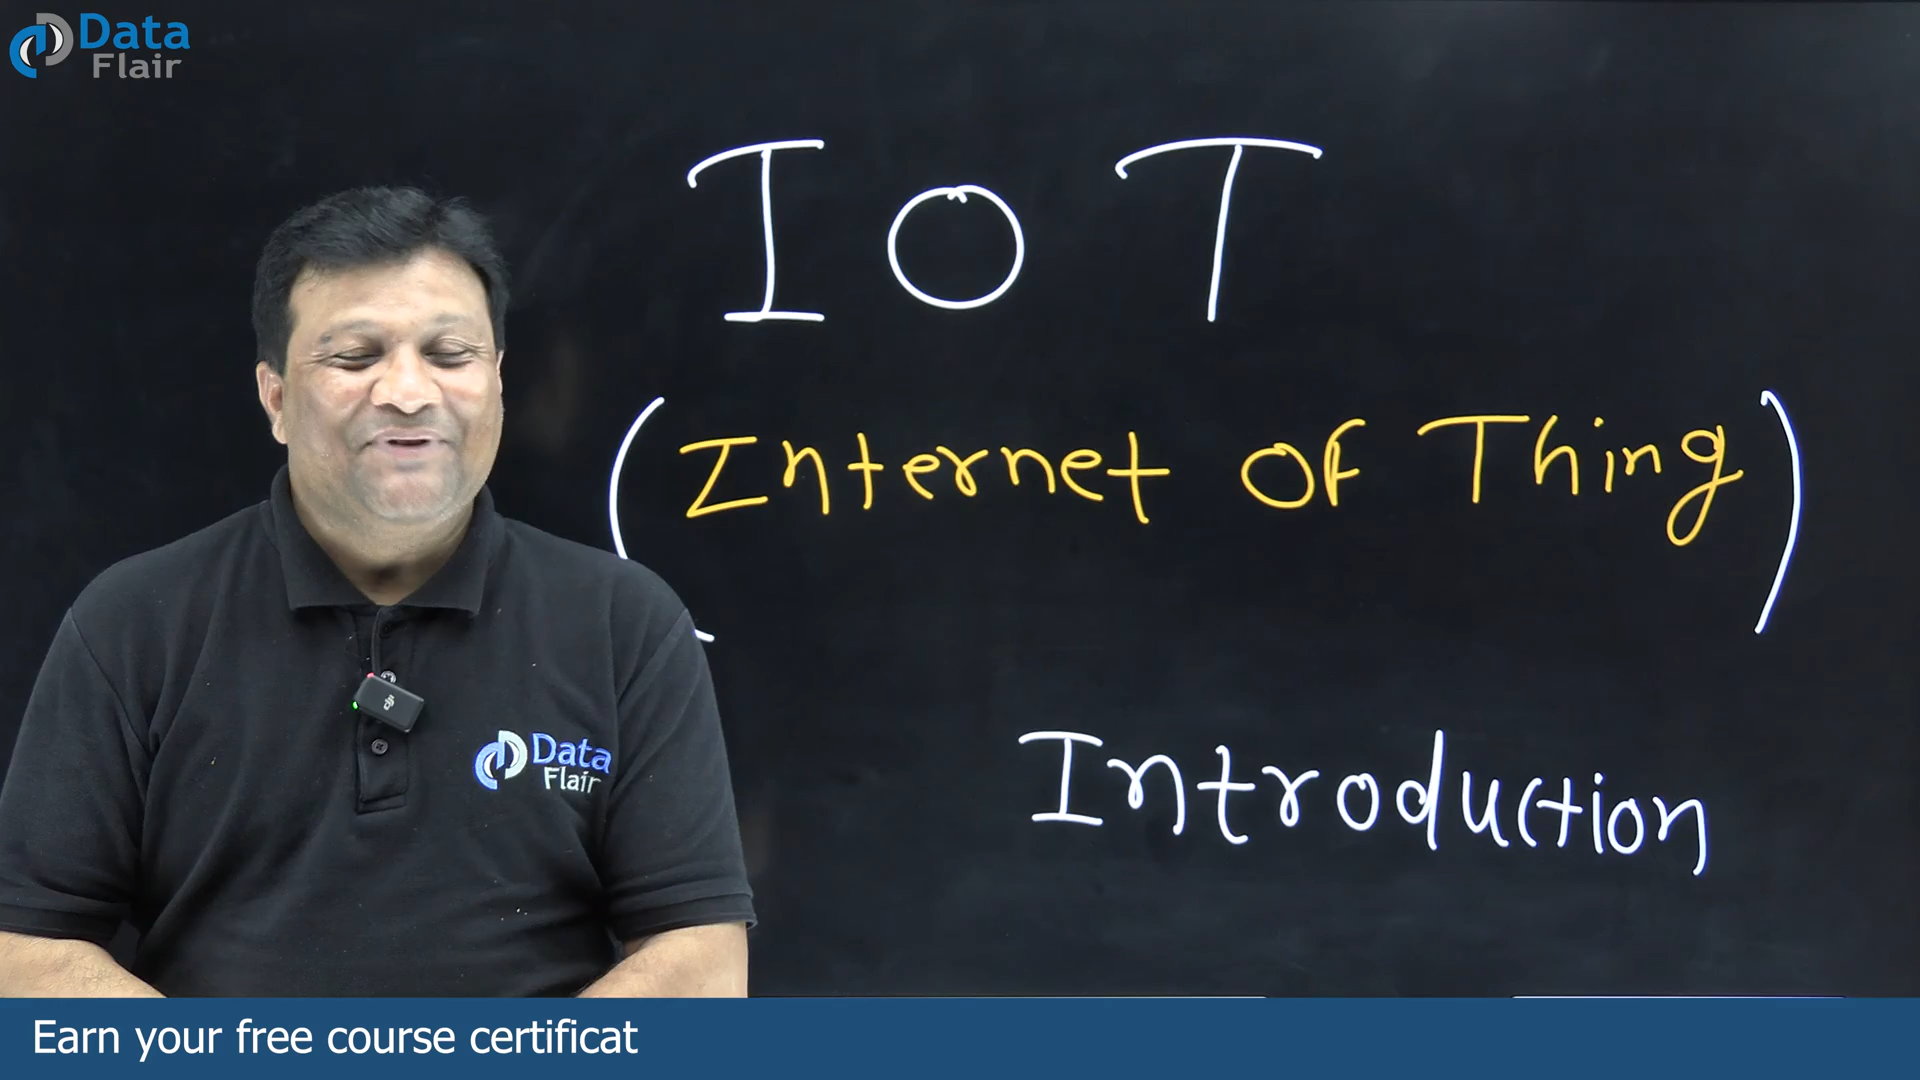 Data
Flair
IoT
(Internet OF Thing)
Introduction
Data
Flair
Earn your free course certificat